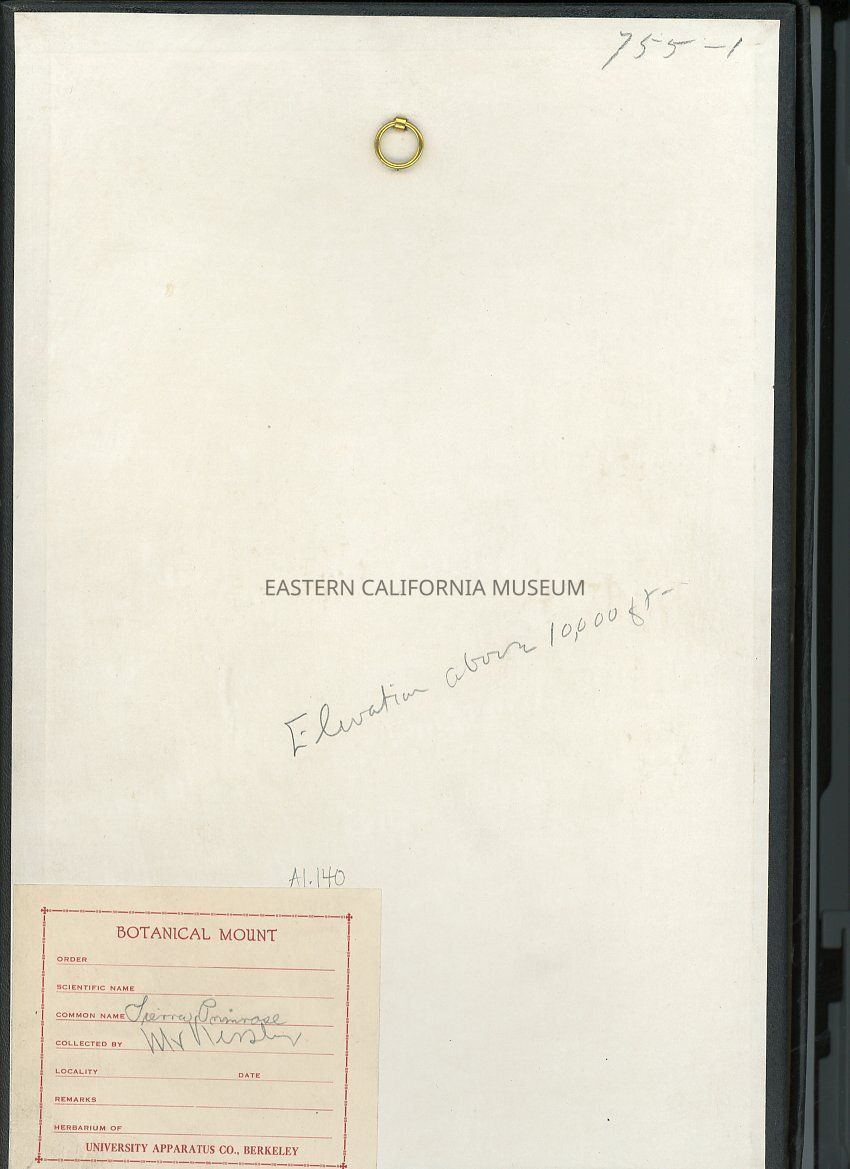 755-1
EASTERN CALIFORNIA MUSEUM
Elevation above 10,000 ft-
A1.140
BOTANICAL MOUNT
ORDER
SCIENTIFIC NAME
COMMON NAME Sierra Primrose
COLLECTED BY Mr
LOCALITY DATE
REMARKS
HERBARIUM OF
UNIVERSITY APPARATUS CO., BERKELEY